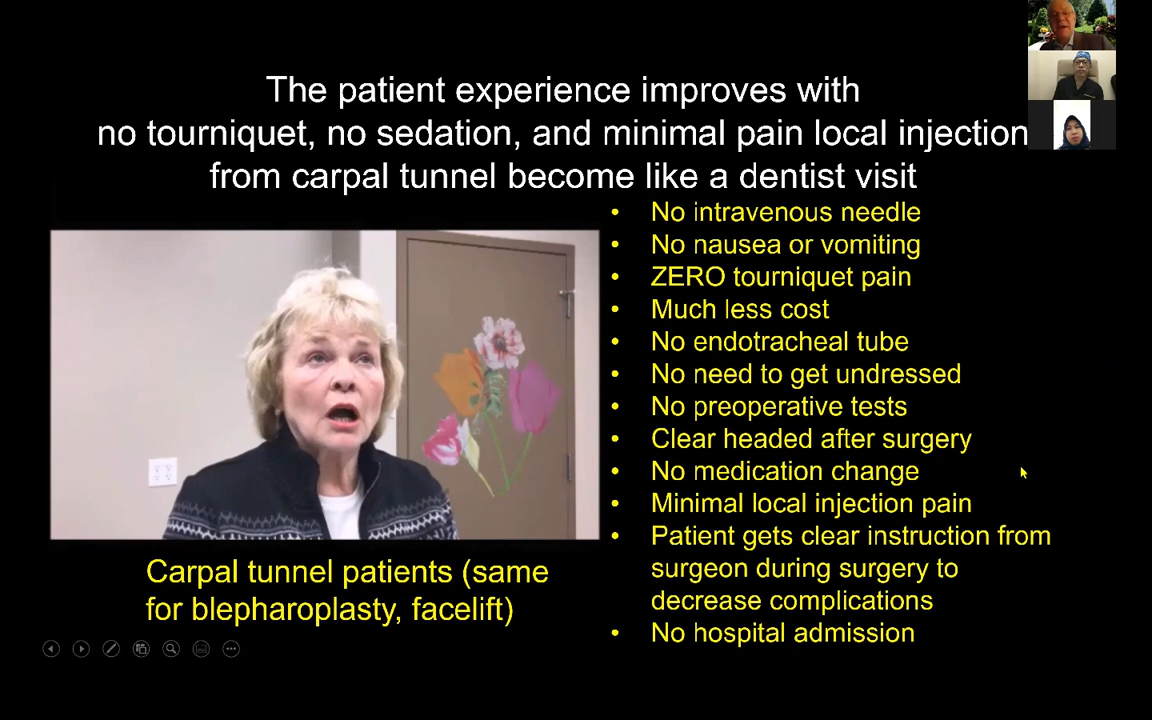 The patient experience improves with
no tourniquet, no sedation, and minimal pain local injection
from carpal tunnel become like a dentist visit
• No intravenous needle
• No nausea or vomiting
• ZERO tourniquet pain
• Much less cost
• No endotracheal tube
• No need to get undressed
• No preoperative tests
• Clear headed after surgery
• No medication change
• Minimal local injection pain
• Patient gets clear instruction from
surgeon during surgery to
decrease complications
• No hospital admission
Carpal tunnel patients (same
for blepharoplasty, facelift)